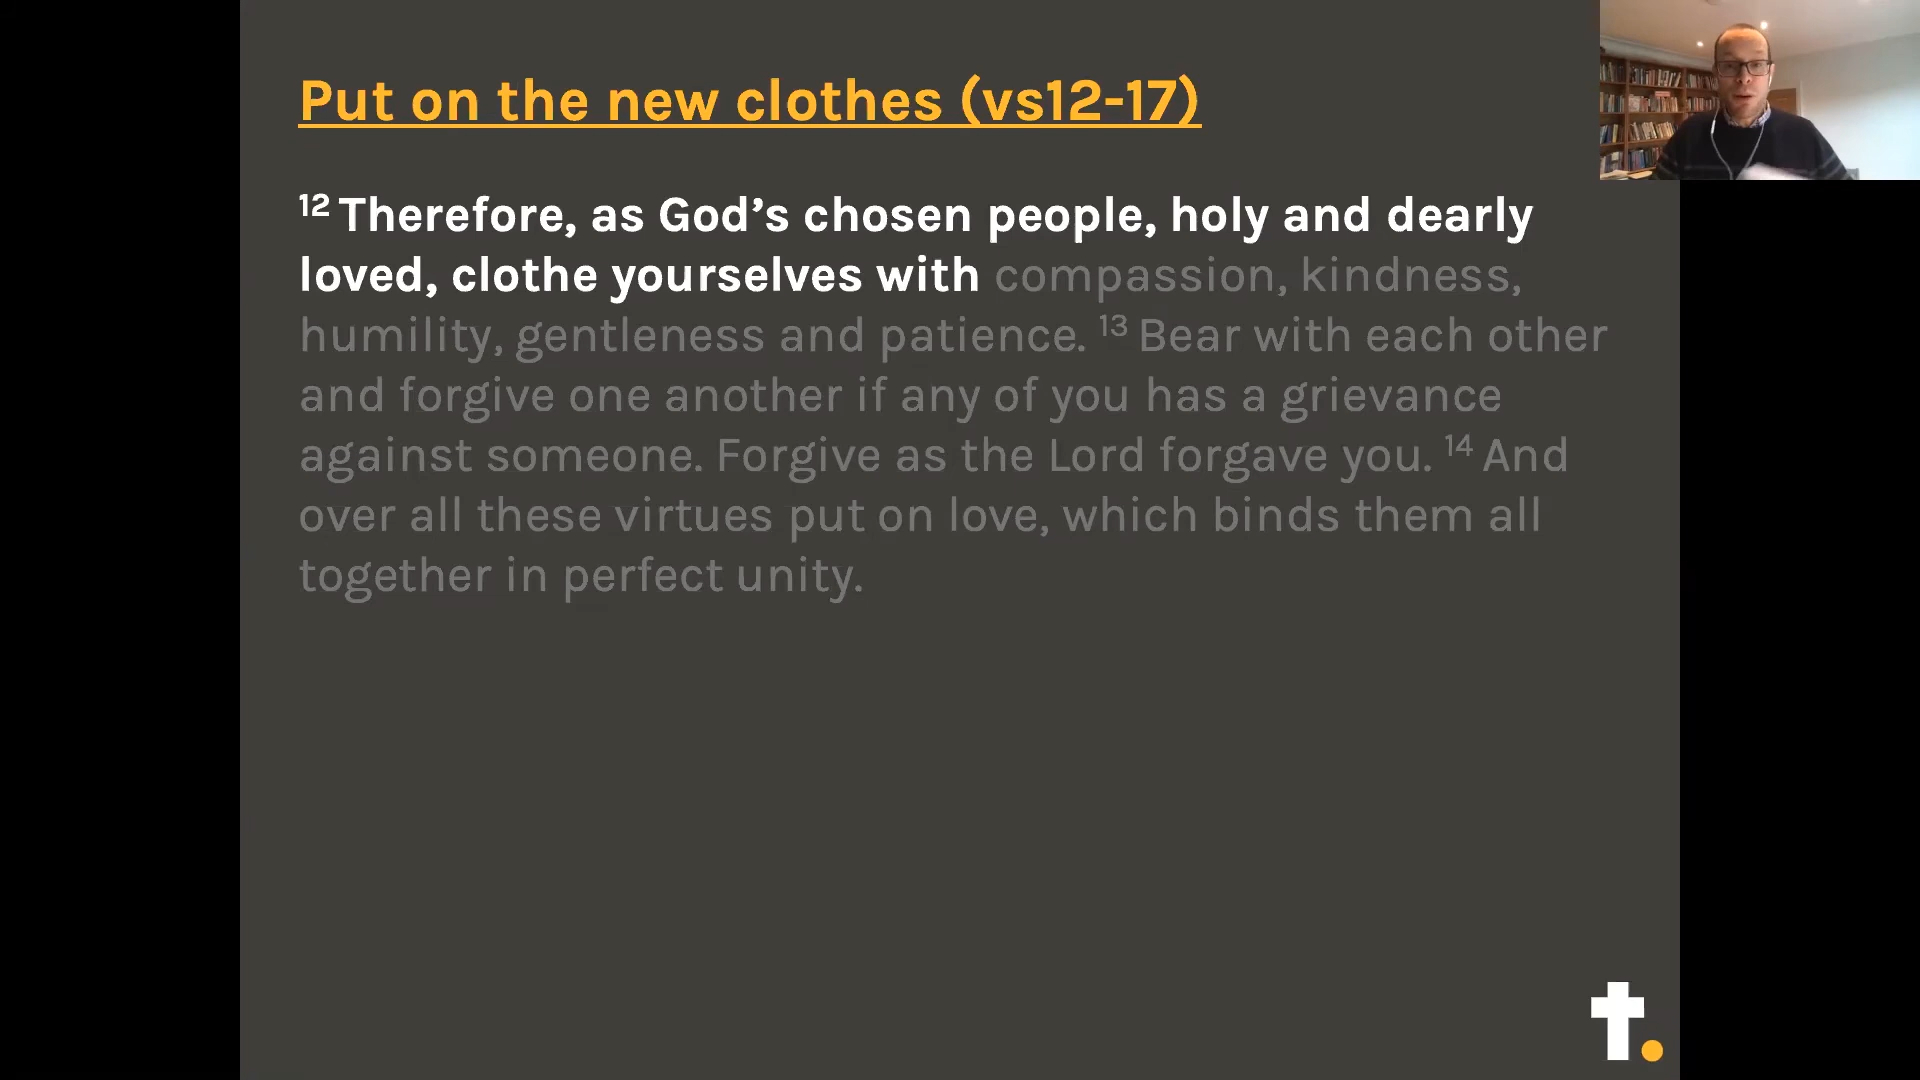 Put on the new clothes (vs12-17)
12 Therefore, as God’s chosen people, holy and dearly
loved, clothe yourselves with compassion, kindness,
humility, gentleness and patience. 13 Bear with each other
and forgive one another if any of you has a grievance
against someone. Forgive as the Lord forgave you. 14 And
over all these virtues put on love, which binds them all
together in perfect unity.
t.